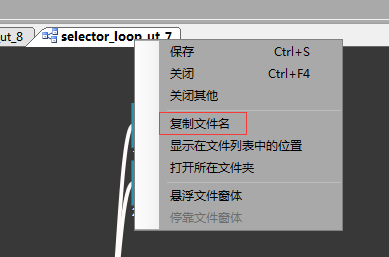 ut_8
selector_loop_ut_7
保存 Ctrl+S
关闭 Ctrl+F4
关闭其他
复制文件名
显示在文件列表中的位置
打开所在文件夹
悬浮文件窗体
停靠文件窗体